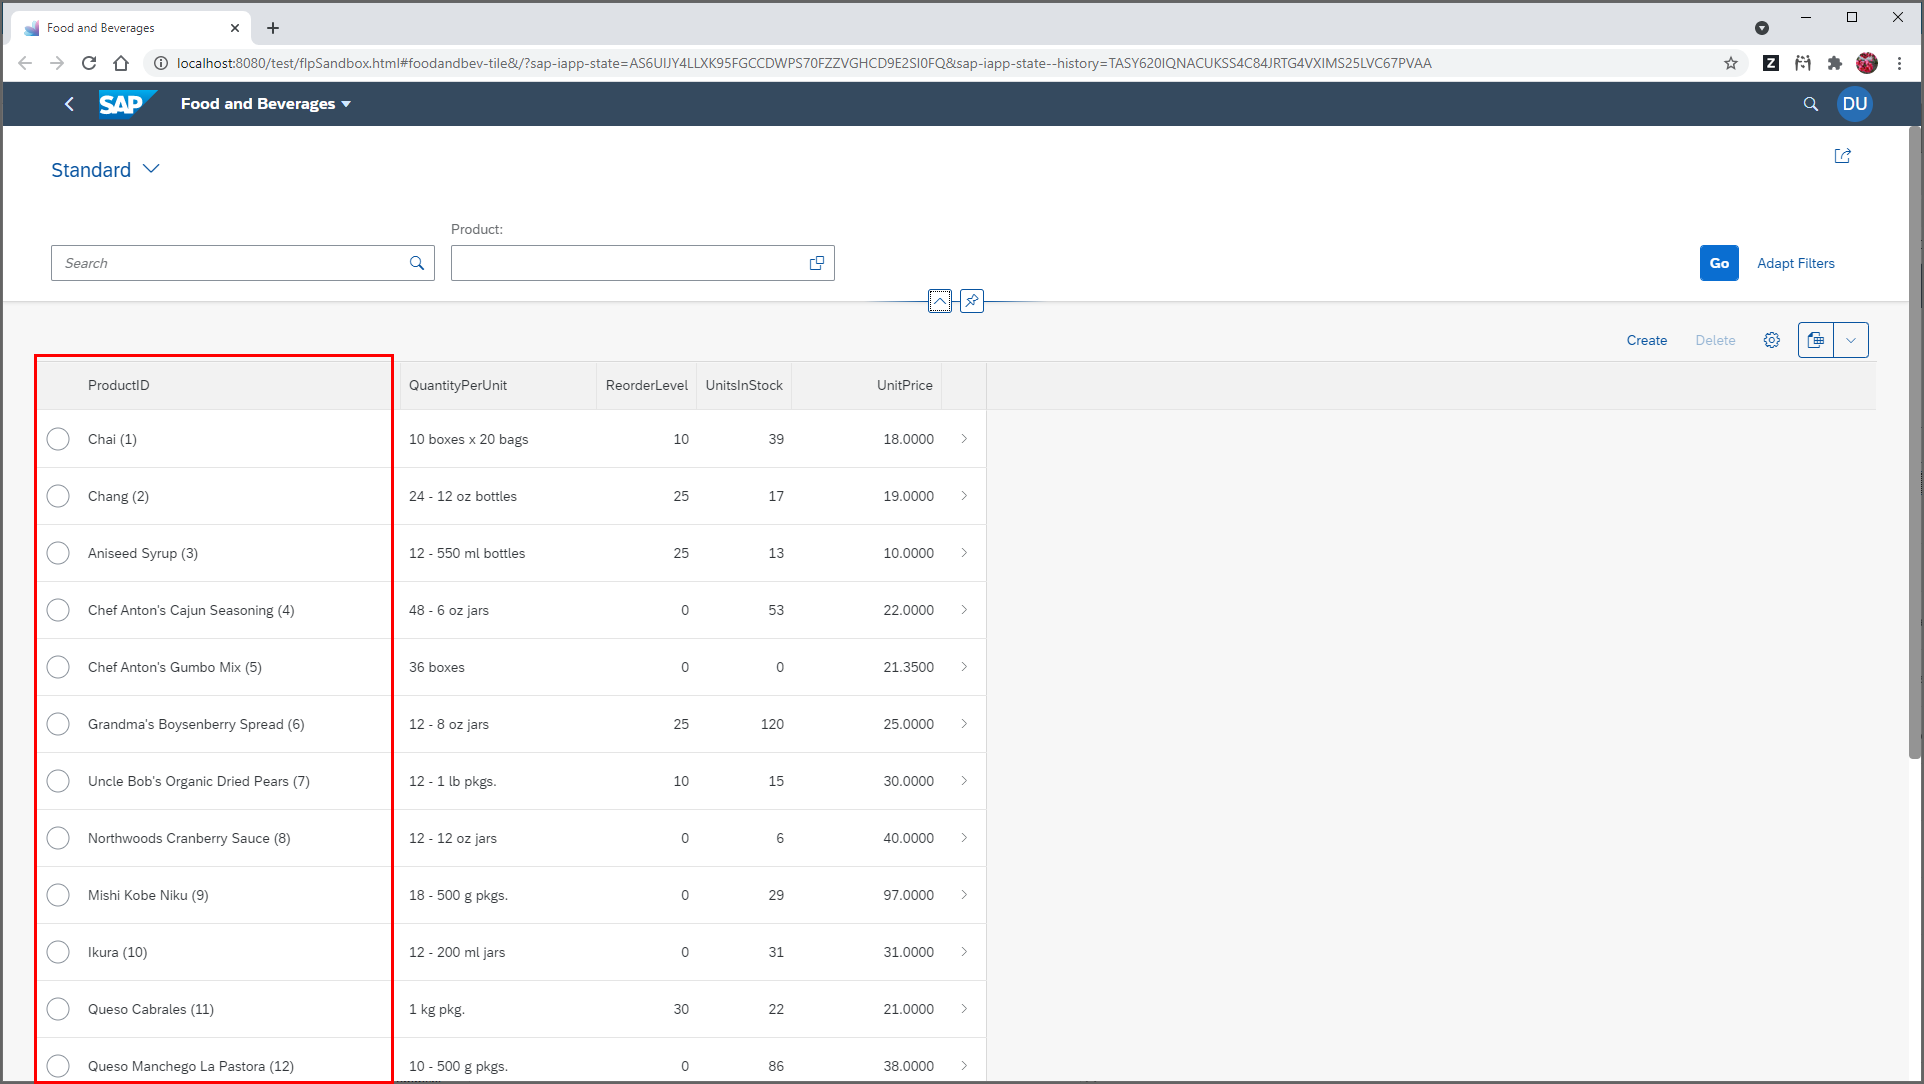 Food and Beverages
localhost:8080/test/flpSandbox.html#foodandbev-tile&/?sap-iapp-state=AS6UIJY4LLXK95FGCCDWPS70FZZVGHCD9E2SI0FQ&sap-iapp-state--history=TASY620IQNACUKSS4C84JRTG4VXIMS25LVC67PVAA
Z
SAP Food and Beverages DU
Standard
Product:
Search Go Adapt Filters
Create Delete
ProductID QuantityPerUnit ReorderLevel UnitsInStock UnitPrice
Chai (1) 10 boxes x 20 bags 10 39 18.0000
Chang (2) 24 - 12 oz bottles 25 17 19.0000
Aniseed Syrup (3) 12 - 550 ml bottles 25 13 10.0000
Chef Anton's Cajun Seasoning (4) 48 - 6 oz jars 0 53 22.0000
Chef Anton's Gumbo Mix (5) 36 boxes 0 0 21.3500
Grandma's Boysenberry Spread (6) 12 - 8 oz jars 25 120 25.0000
Uncle Bob's Organic Dried Pears (7) 12 - 1 lb pkgs. 10 15 30.0000
Northwoods Cranberry Sauce (8) 12 - 12 oz jars 0 6 40.0000
Mishi Kobe Niku (9) 18 - 500 g pkgs. 0 29 97.0000
Ikura (10) 12 - 200 ml jars 0 31 31.0000
Queso Cabrales (11) 1 kg pkg. 30 22 21.0000
Queso Manchego La Pastora (12) 10 - 500 g pkgs. 0 86 38.0000